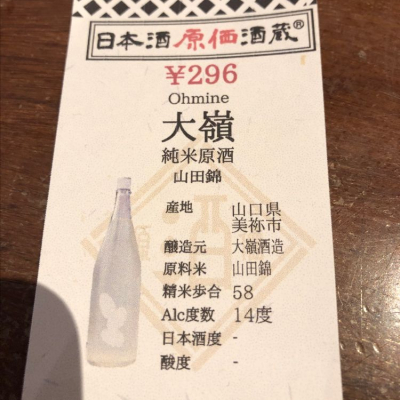 日本酒原価酒蔵®
¥296
Ohmine
大嶺
純米原酒
山田錦
産地 山口県
美祢市
醸造元 大嶺酒造
原料米 山田錦
精米歩合 58
Alc度数 14度
日本酒度 -
酸度 -